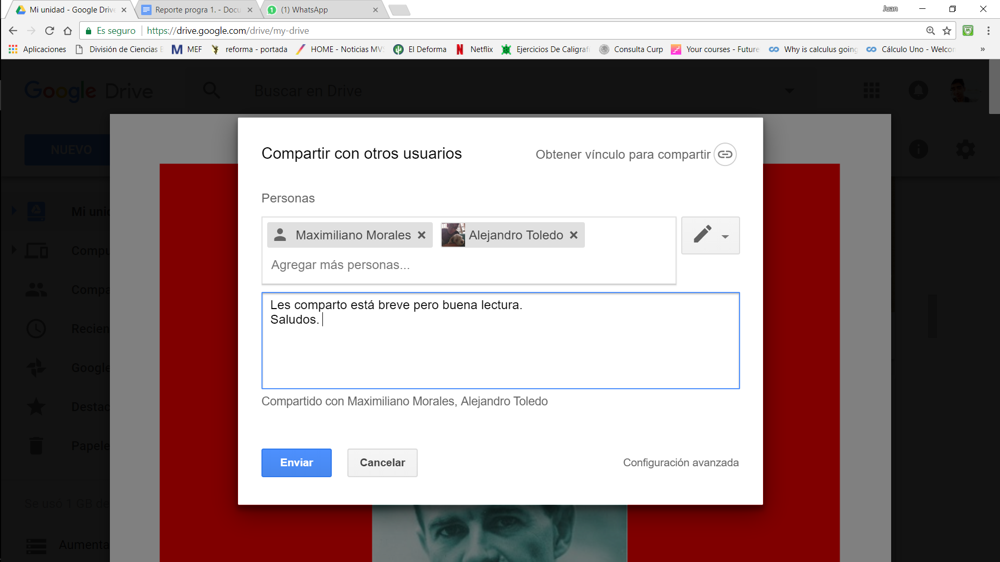 Mi unidad - Google Drive
Reporte progra 1. - Docu
(1) WhatsApp
Juan
Es seguro
https://drive.google.com/drive/my-drive
Aplicaciones
División de Ciencias
MEF
reforma - portada
HOME - Noticias MVS
El Deforma
Netflix
Ejercicios De Caligraf
Consulta Curp
Your courses - Future
Why is calculus going
Cálculo Uno - Welcon
»
Google Drive
Buscar en Drive
NUEVO
Compartir con otros usuarios
Obtener vínculo para compartir
Personas
Maximiliano Morales
Alejandro Toledo
Agregar más personas...
Les comparto está breve pero buena lectura.
Saludos.
Compartido con Maximiliano Morales, Alejandro Toledo
Enviar
Cancelar
Configuración avanzada
Mi unid
Compu
Compa
Recien
Google
Destac
Papele
Se usó 1 GB de
Aumenta